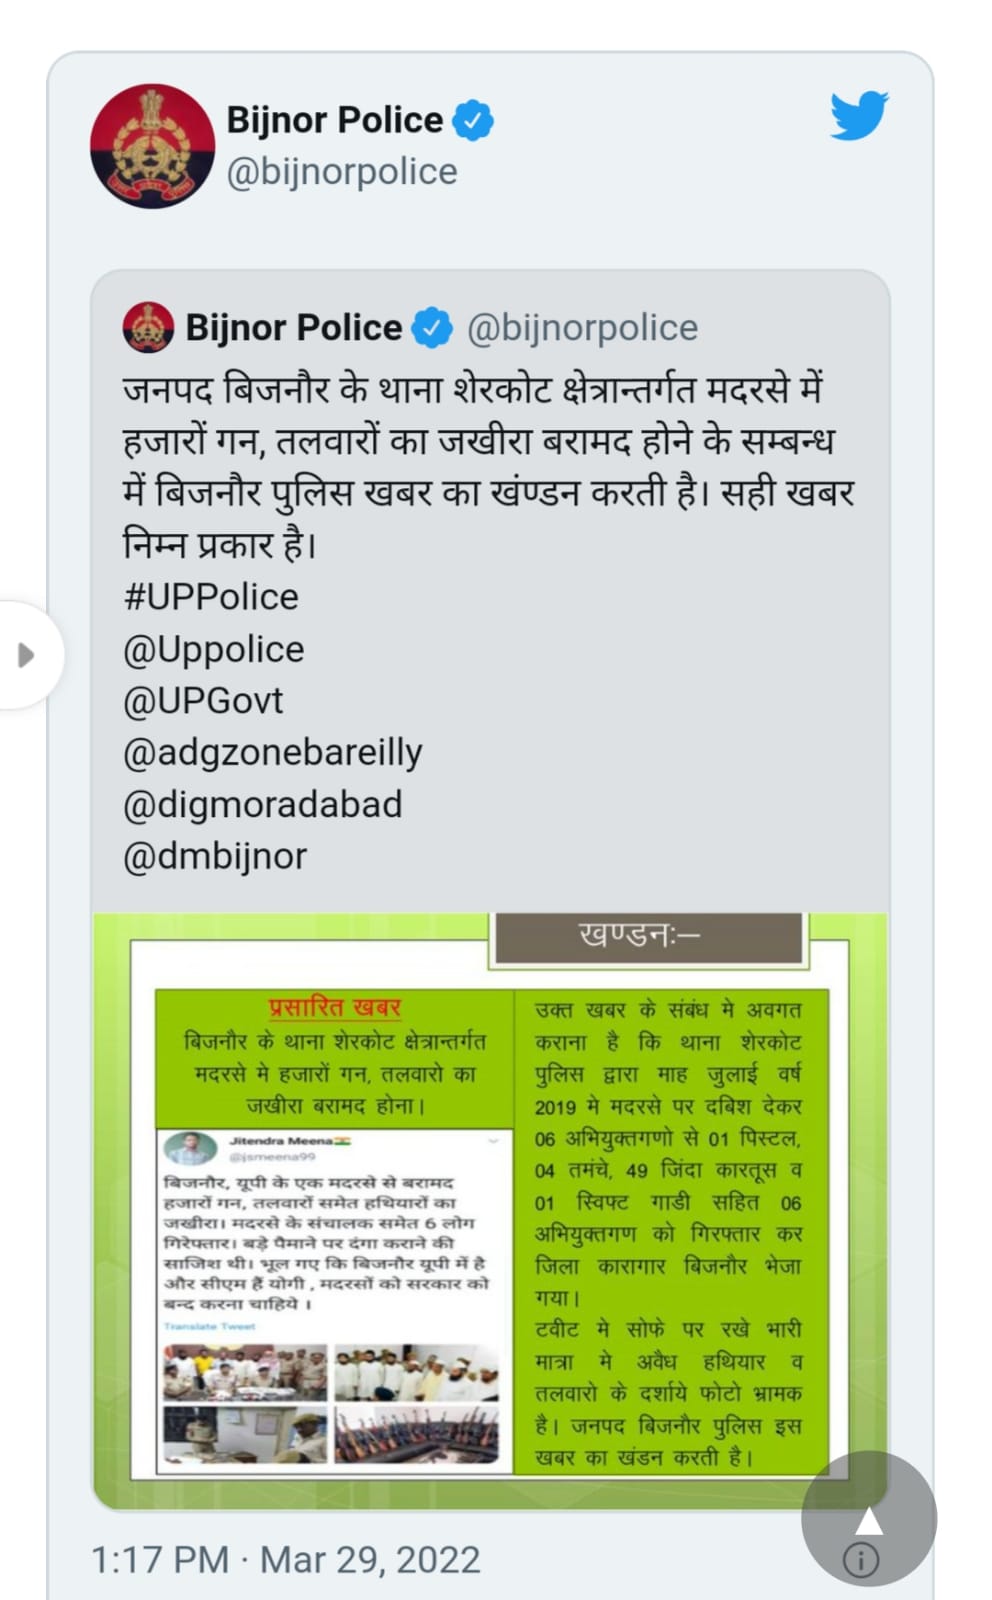 Bijnor Police
@bijnorpolice
Bijnor Police @bijnorpolice
जनपद बिजनौर के थाना शेरकोट क्षेत्रान्तर्गत मदरसे में
हजारों गन, तलवारों का जखीरा बरामद होने के सम्बन्ध
में बिजनौर पुलिस खबर का खंण्डन करती है। सही खबर
निम्न प्रकार है।
#UPPolice
@Uppolice
@UPGovt
@adgzonebareilly
@digmoradabad
@dmbijnor
खण्डनः—
प्रसारित खबर
बिजनौर के थाना शेरकोट क्षेत्रान्तर्गत
मदरसे मे हजारों गन, तलवारो का
जखीरा बरामद होना।
Jitendra Meena
@jsmeena99
बिजनौर, यूपी के एक मदरसे से बरामद
हजारों गन, तलवारों समेत हथियारों का
जखीरा। मदरसे के संचालक समेत 6 लोग
गिरफ्तार। बड़े पैमाने पर दंगा कराने की
साजिश थी। भूल गए कि बिजनौर यूपी में है
और सीएम हैं योगी , मदरसों को सरकार को
बन्द करना चाहिये ।
Translate Tweet
उक्त खबर के संबंध मे अवगत
कराना है कि थाना शेरकोट
पुलिस द्वारा माह जुलाई वर्ष
2019 मे मदरसे पर दबिश देकर
06 अभियुक्तगणो से 01 पिस्टल,
04 तमंचे, 49 जिंदा कारतूस व
01 स्विफ्ट गाडी सहित 06
अभियुक्तगण को गिरफ्तार कर
जिला कारागार बिजनौर भेजा
गया।
टवीट मे सोफे पर रखे भारी
मात्रा मे अवैध हथियार व
तलवारो के दर्शाये फोटो भ्रामक
है। जनपद बिजनौर पुलिस इस
खबर का खंडन करती है।
1:17 PM · Mar 29, 2022